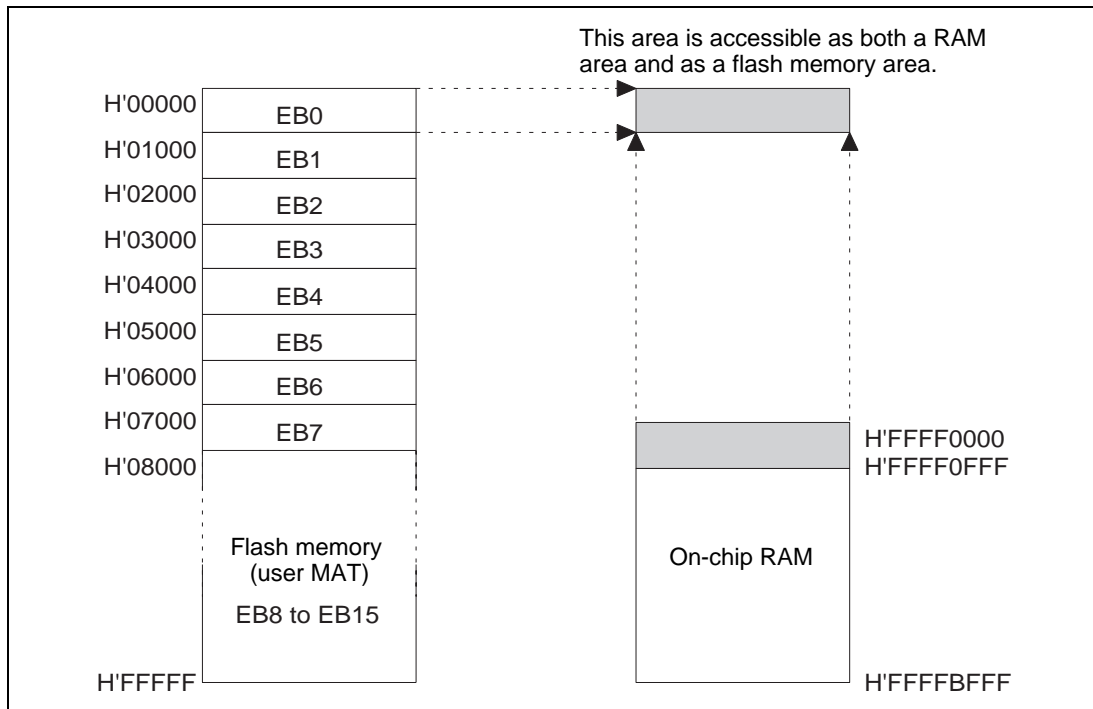 This area is accessible as both a RAM
area and as a flash memory area.
H'00000
EB0
H'01000
EB1
H'02000
EB2
H'03000
EB3
H'04000
EB4
H'05000
EB5
H'06000
EB6
H'07000
EB7
H'08000
H'FFFF0000
H'FFFF0FFF
Flash memory
(user MAT)
EB8 to EB15
On-chip RAM
H'FFFFF
H'FFFFBFFF